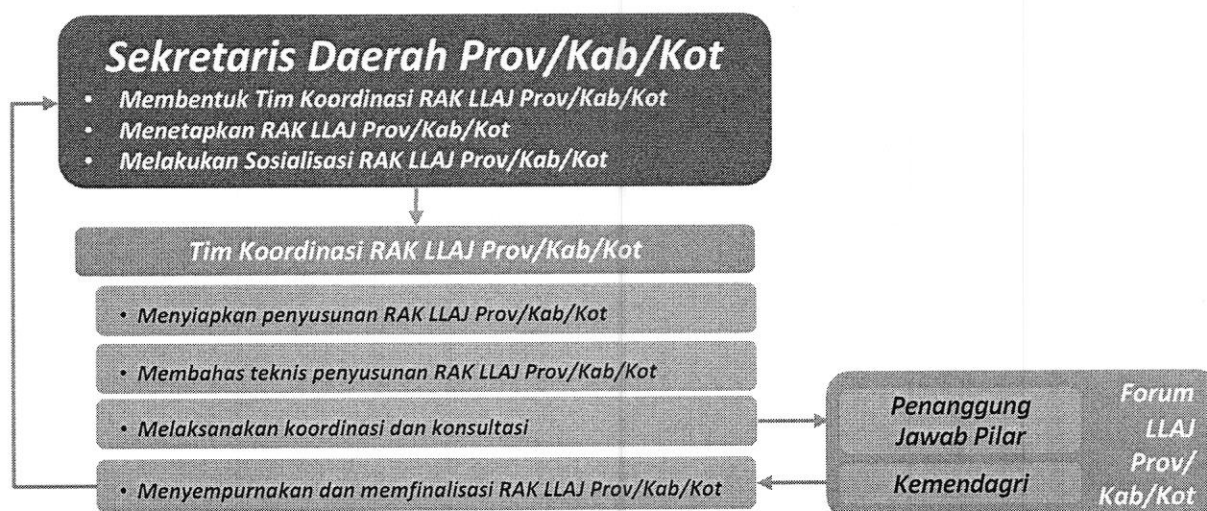 Sekretaris Daerah Prov/Kab/Kot
• Membentuk Tim Koordinasi RAK LLAJ Prov/Kab/Kot
• Menetapkan RAK LLAJ Prov/Kab/Kot
• Melakukan Sosialisasi RAK LLAJ Prov/Kab/Kot
Tim Koordinasi RAK LLAJ Prov/Kab/Kot
• Menyiapkan penyusunan RAK LLAJ Prov/Kab/Kot
• Membahas teknis penyusunan RAK LLAJ Prov/Kab/Kot
• Melaksanakan koordinasi dan konsultasi
• Menyempurnakan dan memfinalisasi RAK LLAJ Prov/Kab/Kot
Penanggung
Jawab Pilar
Kemendagri
Forum
LLAJ
Prov/
Kab/Kot